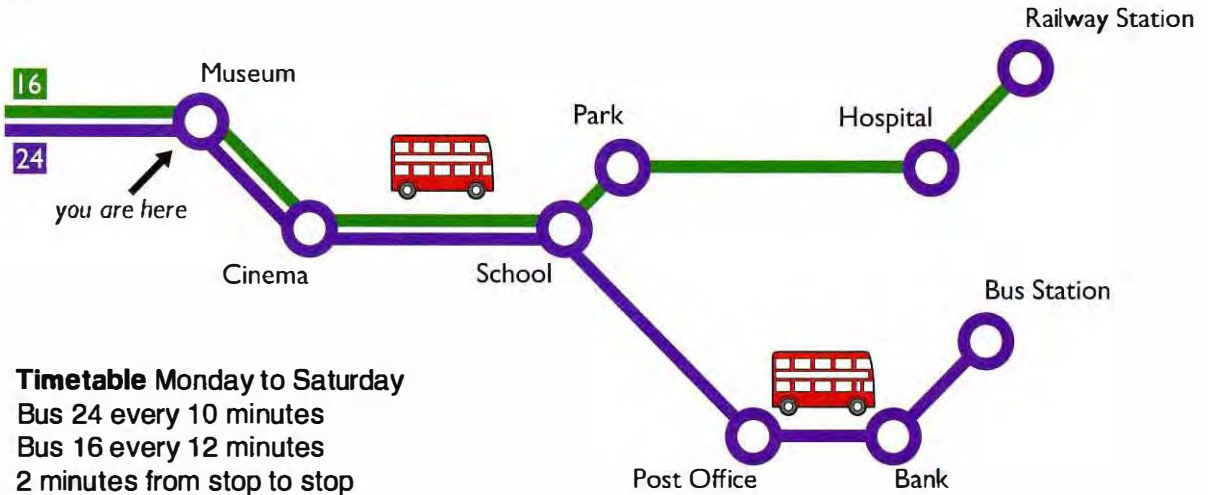 Railway Station
16
Museum
Park
Hospital
24
you are here
Cinema
School
Bus Station
Timetable Monday to Saturday
Bus 24 every 10 minutes
Bus 16 every 12 minutes
2 minutes from stop to stop
Post Office
Bank